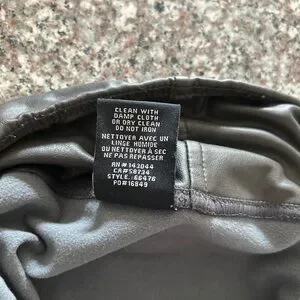 CLEAN WITH
DAMP CLOTH
OR DRY CLEAN
DO NOT IRON
NETTOYER AVEC UN
LINGE HUMIDE
OU NETTOYER À SEC
NE PAS REPASSER
RN# 142044
CA#58734
STYLE. E6476
PO#16849